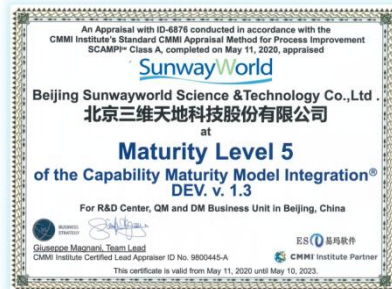 An Appraisal with ID-6876 conducted in accordance with the
CMMI Institute's Standard CMMI Appraisal Method for Process Improvement
SCAMPI℠ Class A, completed on May 11, 2020, appraised
SunwayWorld
Beijing Sunwayworld Science &Technology Co.,Ltd .
北京三维天地科技股份有限公司
at
Maturity Level 5
of the Capability Maturity Model Integration®
DEV. v. 1.3
For R&D Center, QM and DM Business Unit in Beijing, China
BUSINESS
STRATEGY
Giuseppe Magnani, Team Lead
CMMI Institute Certified Lead Appraiser ID No. 9800445-A
ES 易玛软件
CMMI Institute Partner
This certificate is valid from May 11, 2020 until May 10, 2023.